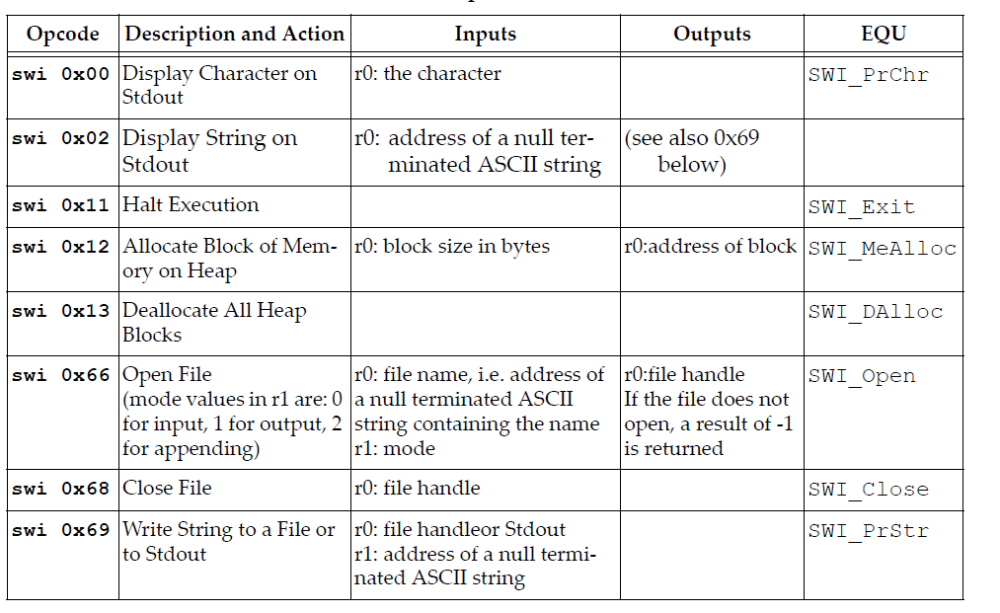 Opcode Description and Action Inputs Outputs EQU
swi 0x00 Display Character on r0: the character SWI_PrChr
Stdout
swi 0x02 Display String on r0: address of a null ter- (see also 0x69
Stdout minated ASCII string below)
swi 0x11 Halt Execution SWI_Exit
swi 0x12 Allocate Block of Mem- r0: block size in bytes r0:address of block SWI_MeAlloc
ory on Heap
swi 0x13 Deallocate All Heap SWI_DAlloc
Blocks
swi 0x66 Open File r0: file name, i.e. address of r0:file handle SWI_Open
(mode values in r1 are: 0 a null terminated ASCII If the file does not
for input, 1 for output, 2 string containing the name open, a result of -1
for appending) r1: mode is returned
swi 0x68 Close File r0: file handle SWI_Close
swi 0x69 Write String to a File or r0: file handleor Stdout SWI_PrStr
to Stdout r1: address of a null termi-
nated ASCII string